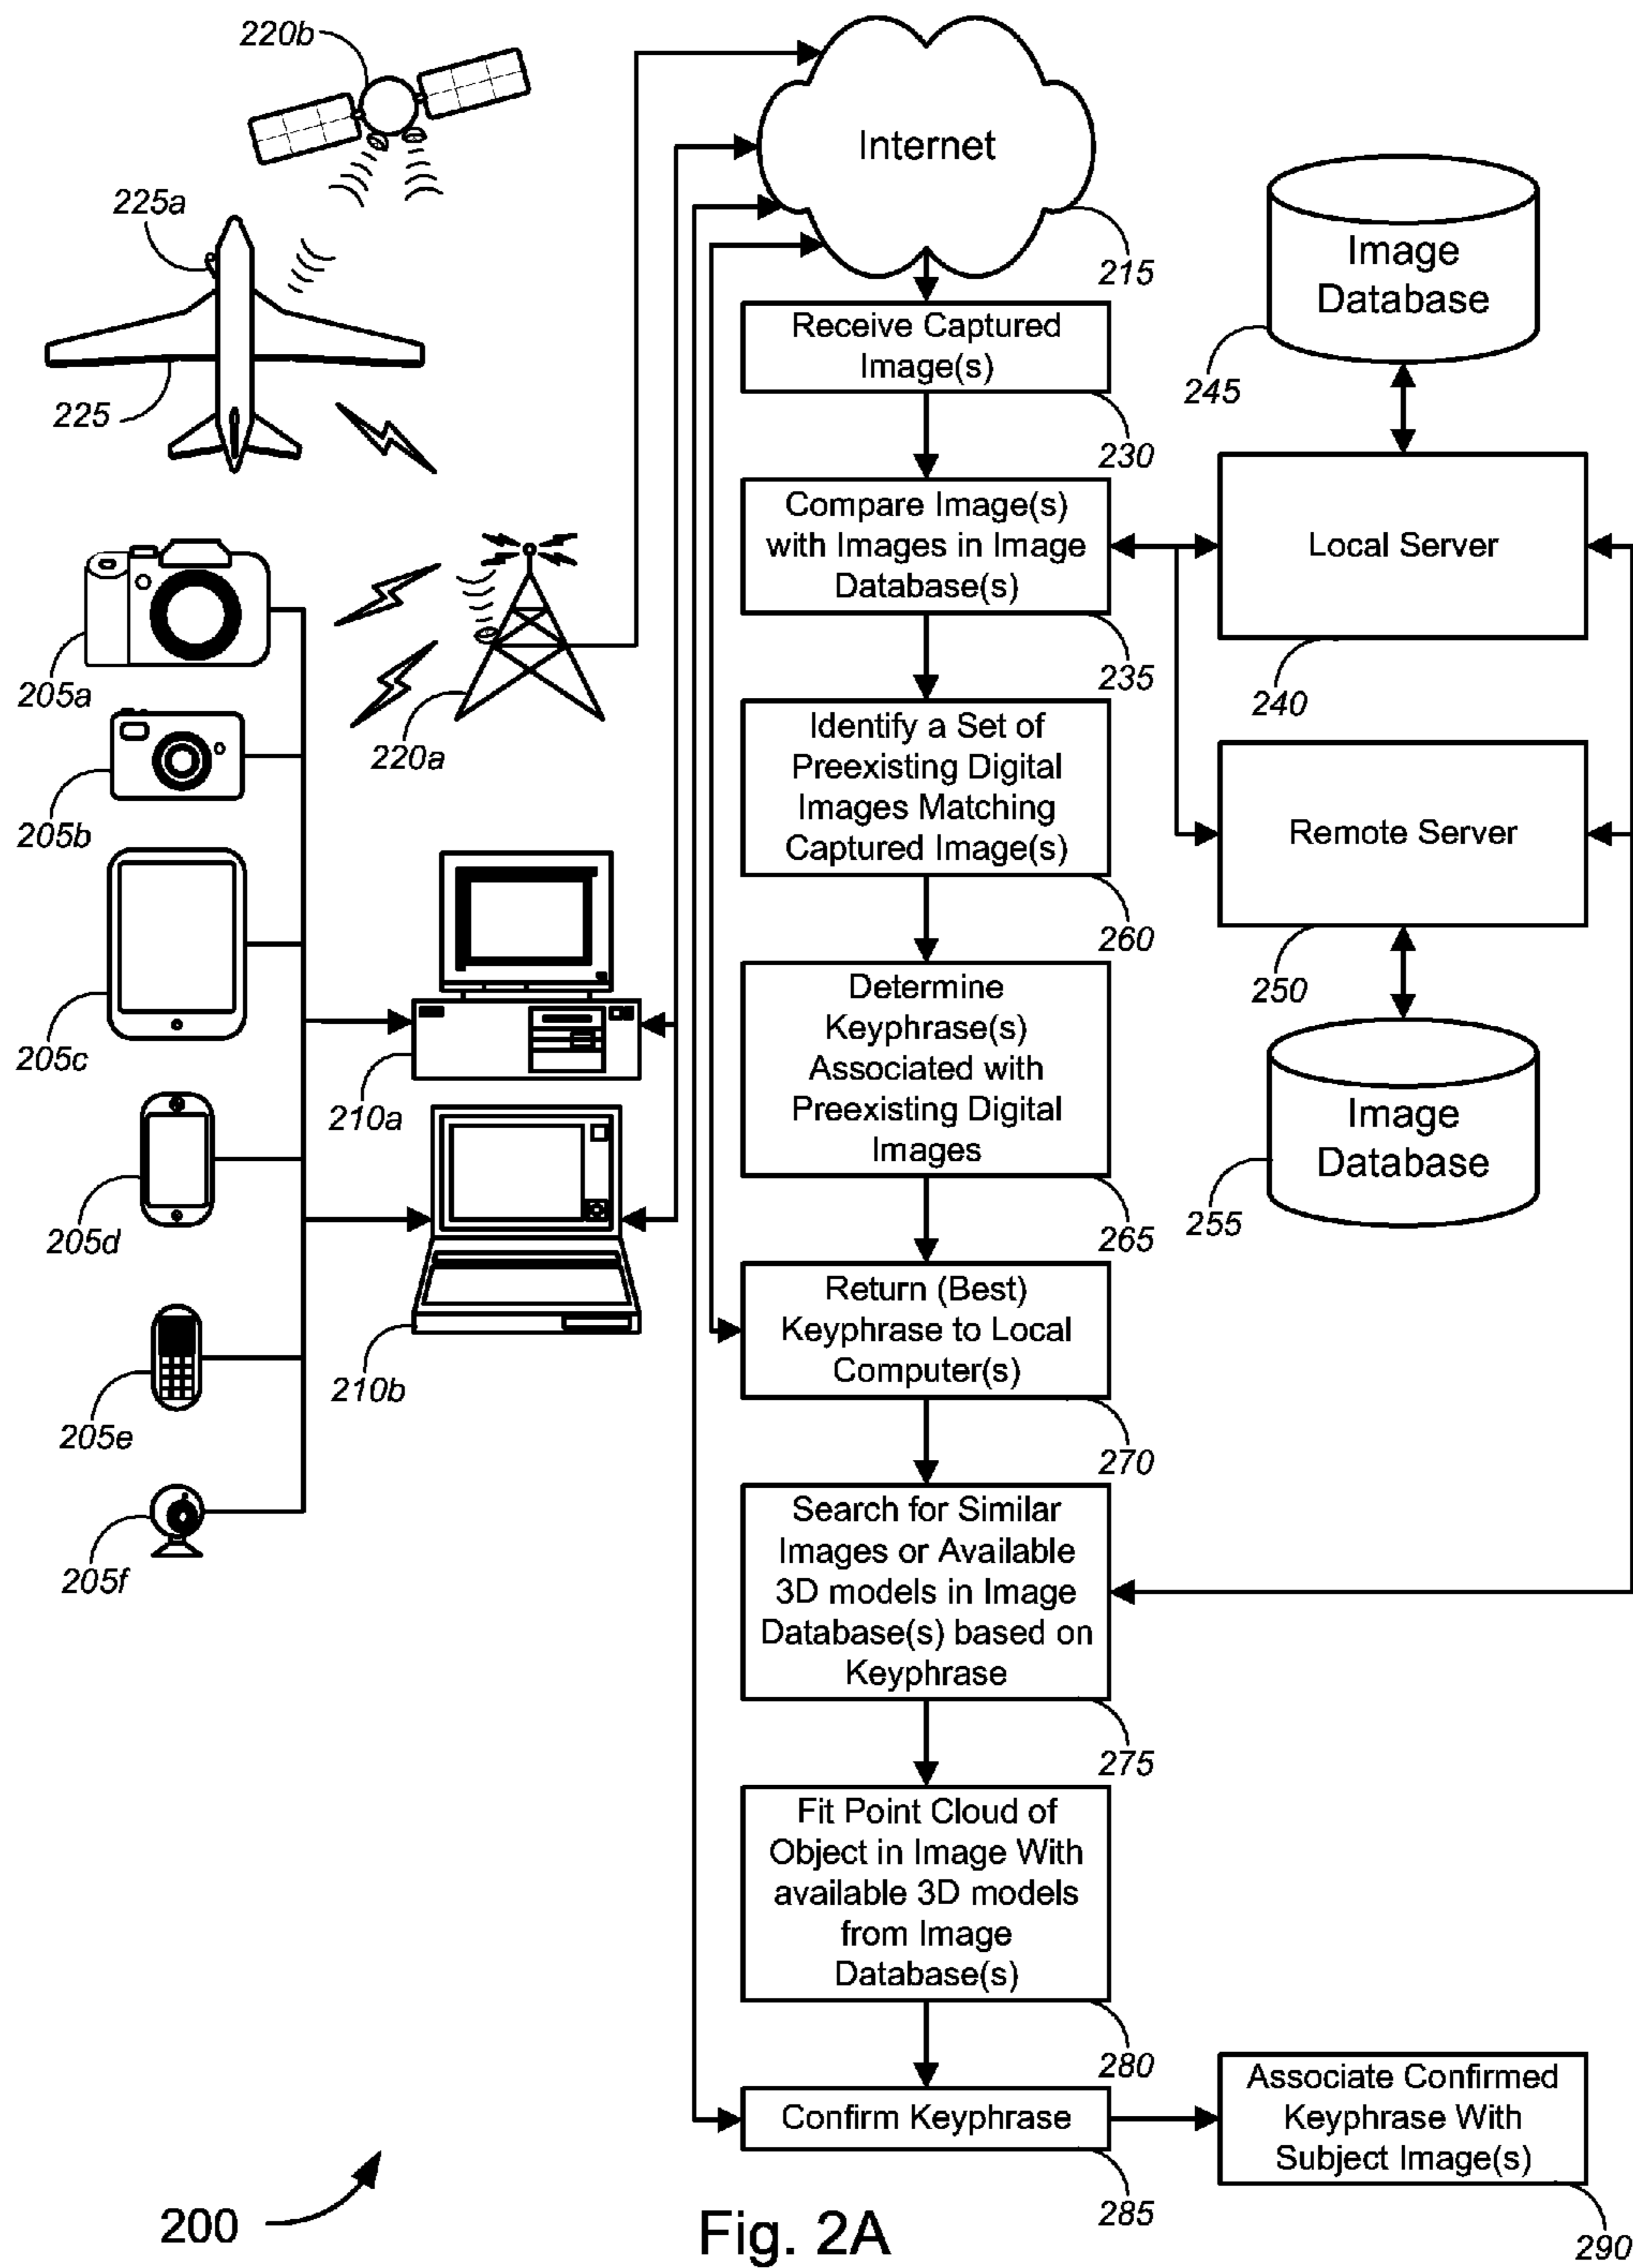 220b
225a
225
205a
205b
205c
205d
205e
205f
220a
210a
210b
Internet
215
Receive Captured
Image(s)
230
Compare Image(s)
with Images in Image
Database(s)
235
Identify a Set of
Preexisting Digital
Images Matching
Captured Image(s)
260
Determine
Keyphrase(s)
Associated with
Preexisting Digital
Images
265
Return (Best)
Keyphrase to Local
Computer(s)
270
Search for Similar
Images or Available
3D models in Image
Database(s) based on
Keyphrase
275
Fit Point Cloud of
Object in Image With
available 3D models
from Image
Database(s)
280
Confirm Keyphrase
285
Image
Database
245
Local Server
240
Remote Server
250
Image
Database
255
Associate Confirmed
Keyphrase With
Subject Image(s)
290
200
Fig. 2A